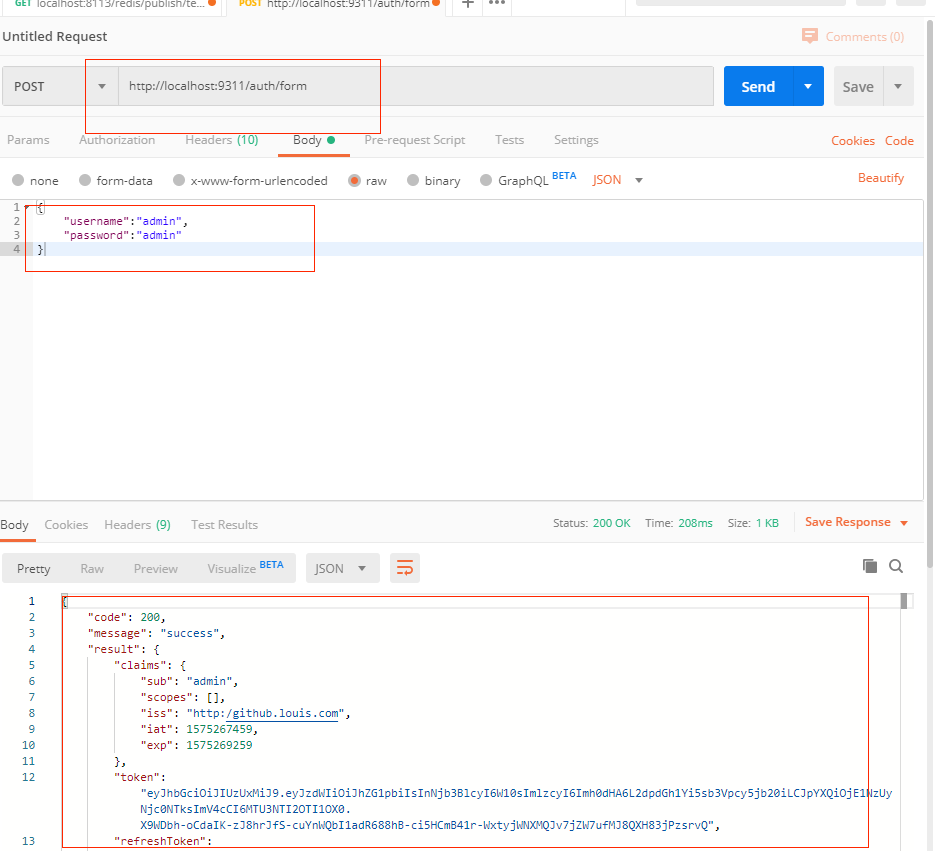 GET localhost:8113/redis/publish/te...
POST http://localhost:9311/auth/form
+ •••
Untitled Request
Comments (0)
POST
http://localhost:9311/auth/form
Send
Save
Params
Authorization
Headers (10)
Body
Pre-request Script
Tests
Settings
Cookies Code
none
form-data
x-www-form-urlencoded
raw
binary
GraphQL BETA
JSON
Beautify
1 {
2 "username":"admin",
3 "password":"admin"
4 }
Body
Cookies
Headers (9)
Test Results
Status: 200 OK
Time: 208ms
Size: 1 KB
Save Response
Pretty
Raw
Preview
Visualize BETA
JSON
1 {
2 "code": 200,
3 "message": "success",
4 "result": {
5 "claims": {
6 "sub": "admin",
7 "scopes": [],
8 "iss": "http:/github.louis.com",
9 "iat": 1575267459,
10 "exp": 1575269259
11 },
12 "token":
"eyJhbGciOiJIUzUxMiJ9.eyJzdWIiOiJhZG1pbiIsInNjb3BlcyI6W10sImlzcyI6Imh0dHA6L2dpdGh1Yi5sb3Vpcy5jb20iLCJpYXQiOjE1NzUy
Njc0NTksImV4cCI6MTU3NTI2OTI1OX0.
X9WDbh-oCdaIK-zJ8hrJfS-cuYnWQbI1adR688hB-ci5HCmB41r-WxtyjWNXMQJv7jZW7ufMJ8QXH83jPzsrvQ",
13 "refreshToken":